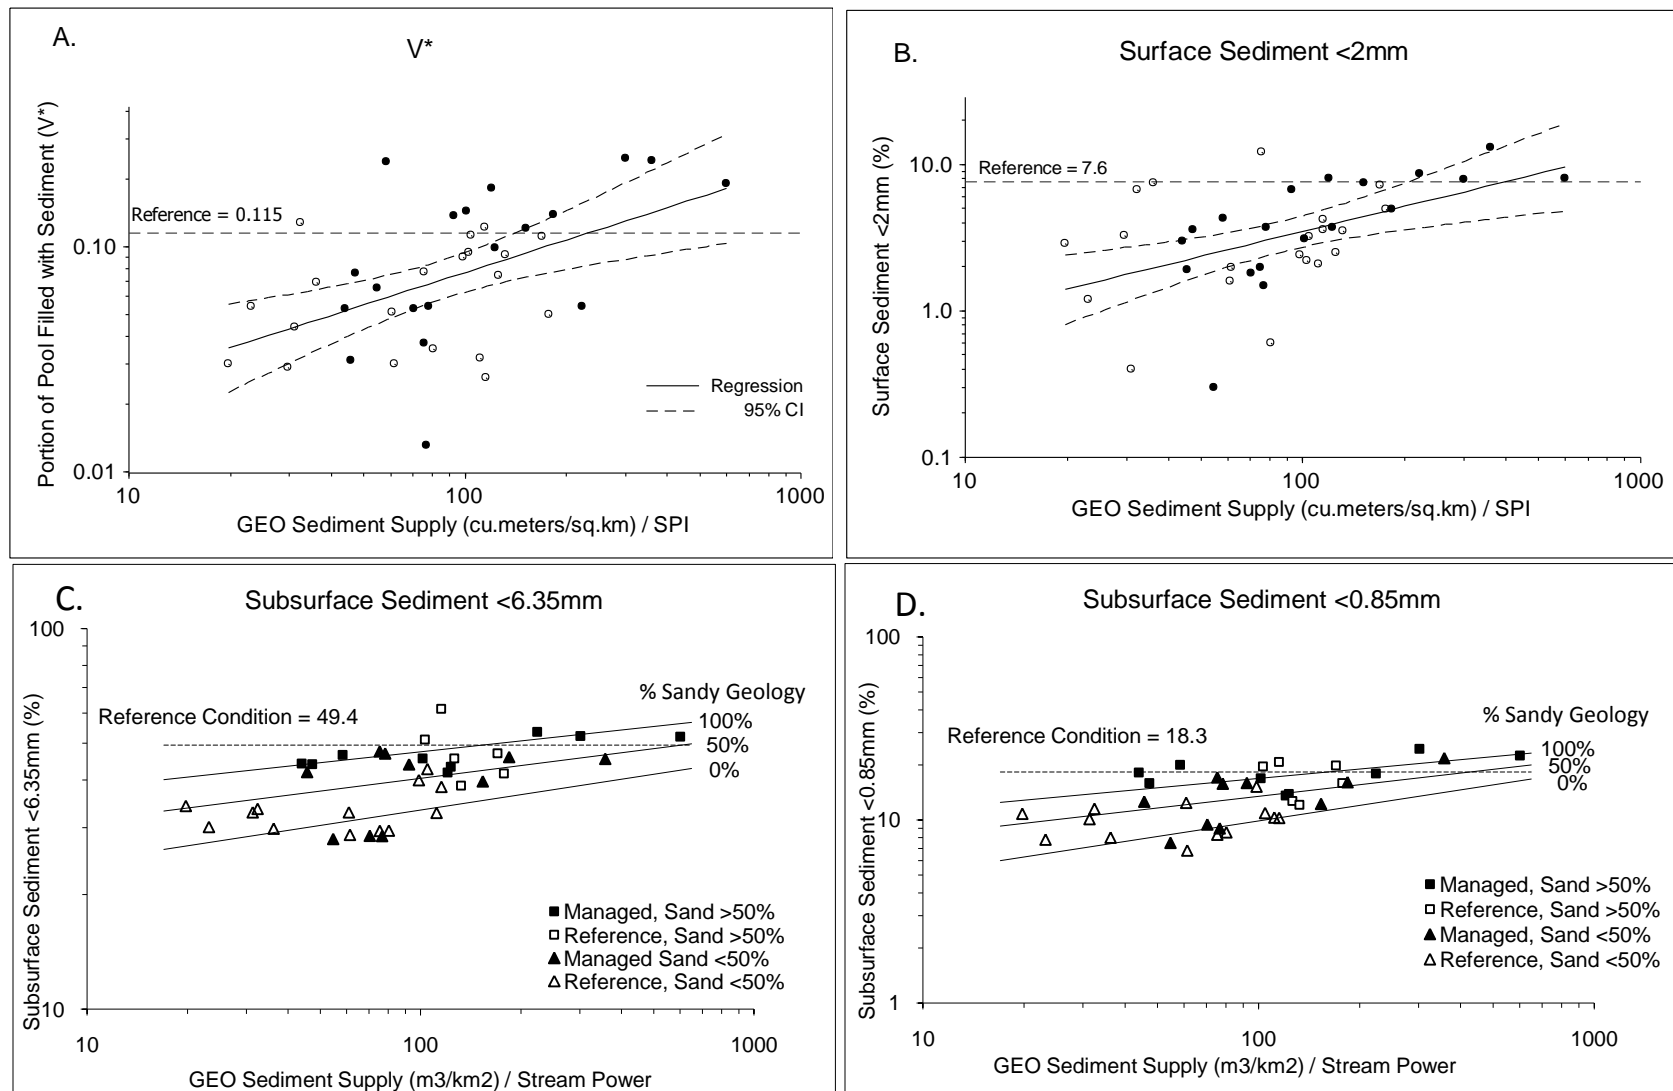 A.
V*
Portion of Pool Filled with Sediment (V*)
Reference = 0.115
0.10
0.01
Regression
95% CI
10
100
1000
GEO Sediment Supply (cu.meters/sq.km) / SPI
B.
Surface Sediment <2mm
Surface Sediment <2mm (%)
Reference = 7.6
10.0
1.0
0.1
10
100
1000
GEO Sediment Supply (cu.meters/sq.km) / SPI
C.
Subsurface Sediment <6.35mm
Subsurface Sediment <6.35mm (%)
100
% Sandy Geology
Reference Condition = 49.4
100%
50%
0%
Managed, Sand >50%
Reference, Sand >50%
Managed Sand <50%
Reference, Sand <50%
10
10
100
1000
GEO Sediment Supply (m3/km2) / Stream Power
D.
Subsurface Sediment <0.85mm
Subsurface Sediment <0.85mm (%)
100
% Sandy Geology
Reference Condition = 18.3
100%
50%
0%
10
Managed, Sand >50%
Reference, Sand >50%
Managed, Sand <50%
Reference, Sand <50%
1
10
100
1000
GEO Sediment Supply (m3/km2) / Stream Power